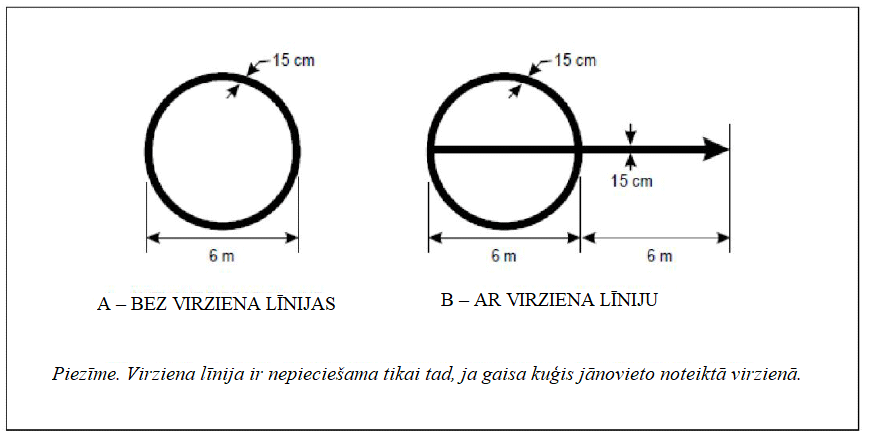 15 cm
15 cm
15 cm
6 m
6 m
6 m
A – BEZ VIRZIENA LĪNIJAS
B – AR VIRZIENA LĪNIJU
Piezīme. Virziena līnija ir nepieciešama tikai tad, ja gaisa kuģis jānovieto noteiktā virzienā.